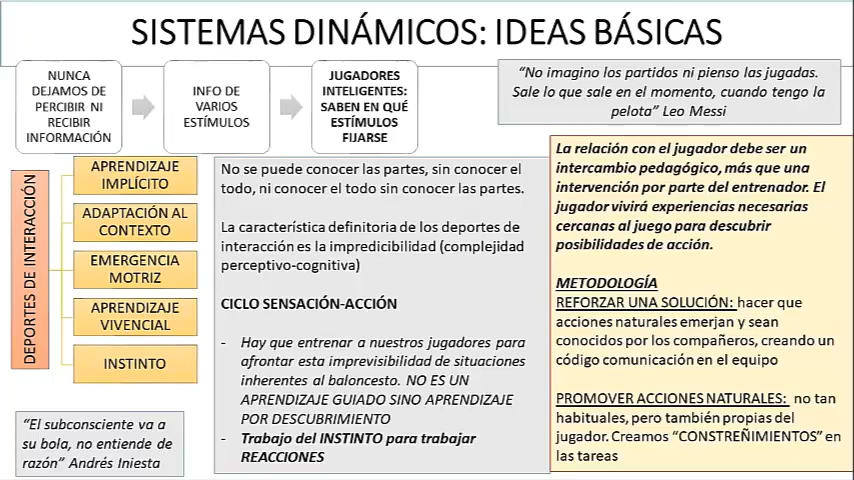 SISTEMAS DINÁMICOS: IDEAS BÁSICAS
NUNCA
DEJAMOS DE
PERCIBIR NI
RECIBIR
INFORMACIÓN
INFO DE
VARIOS
ESTÍMULOS
JUGADORES
INTELIGENTES:
SABEN EN QUÉ
ESTÍMULOS
FIJARSE
“No imagino los partidos ni pienso las jugadas.
Sale lo que sale en el momento, cuando tengo la
pelota” Leo Messi
DEPORTES DE INTERACCIÓN
APRENDIZAJE
IMPLÍCITO
ADAPTACIÓN AL
CONTEXTO
EMERGENCIA
MOTRIZ
APRENDIZAJE
VIVENCIAL
INSTINTO
“El subconsciente va a
su bola, no entiende de
razón” Andrés Iniesta
No se puede conocer las partes, sin conocer el
todo, ni conocer el todo sin conocer las partes.
La característica definitoria de los deportes de
interacción es la impredicibilidad (complejidad
perceptivo-cognitiva)
CICLO SENSACIÓN-ACCIÓN
- Hay que entrenar a nuestros jugadores para
afrontar esta imprevisibilidad de situaciones
inherentes al baloncesto. NO ES UN
APRENDIZAJE GUIADO SINO APRENDIZAJE
POR DESCUBRIMIENTO
- Trabajo del INSTINTO para trabajar
REACCIONES
La relación con el jugador debe ser un
intercambio pedagógico, más que una
intervención por parte del entrenador. El
jugador vivirá experiencias necesarias
cercanas al juego para descubrir
posibilidades de acción.
METODOLOGÍA
REFORZAR UNA SOLUCIÓN: hacer que
acciones naturales emerjan y sean
conocidos por los compañeros, creando un
código comunicación en el equipo
PROMOVER ACCIONES NATURALES: no tan
habituales, pero también propias del
jugador. Creamos “CONSTREÑIMIENTOS” en
las tareas